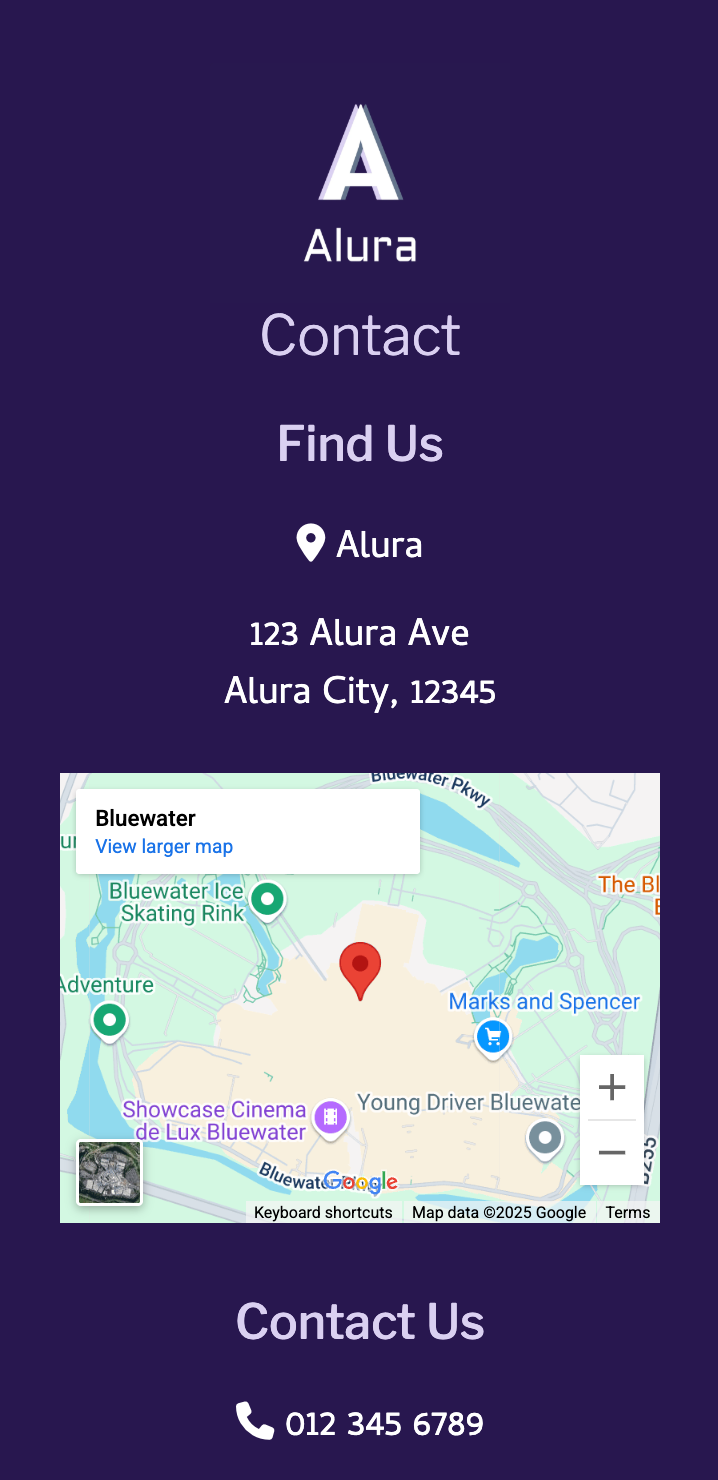 A
Alura
Contact
Find Us
Alura
123 Alura Ave
Alura City, 12345
Bluewater Pkwy
Bluewater
View larger map
Bluewater Ice
Skating Rink
The Bl
Adventure
Marks and Spencer
Young Driver Bluewate
Showcase Cinema
de Lux Bluewater
B255
Google
Keyboard shortcuts
Map data ©2025 Google
Terms
Contact Us
012 345 6789